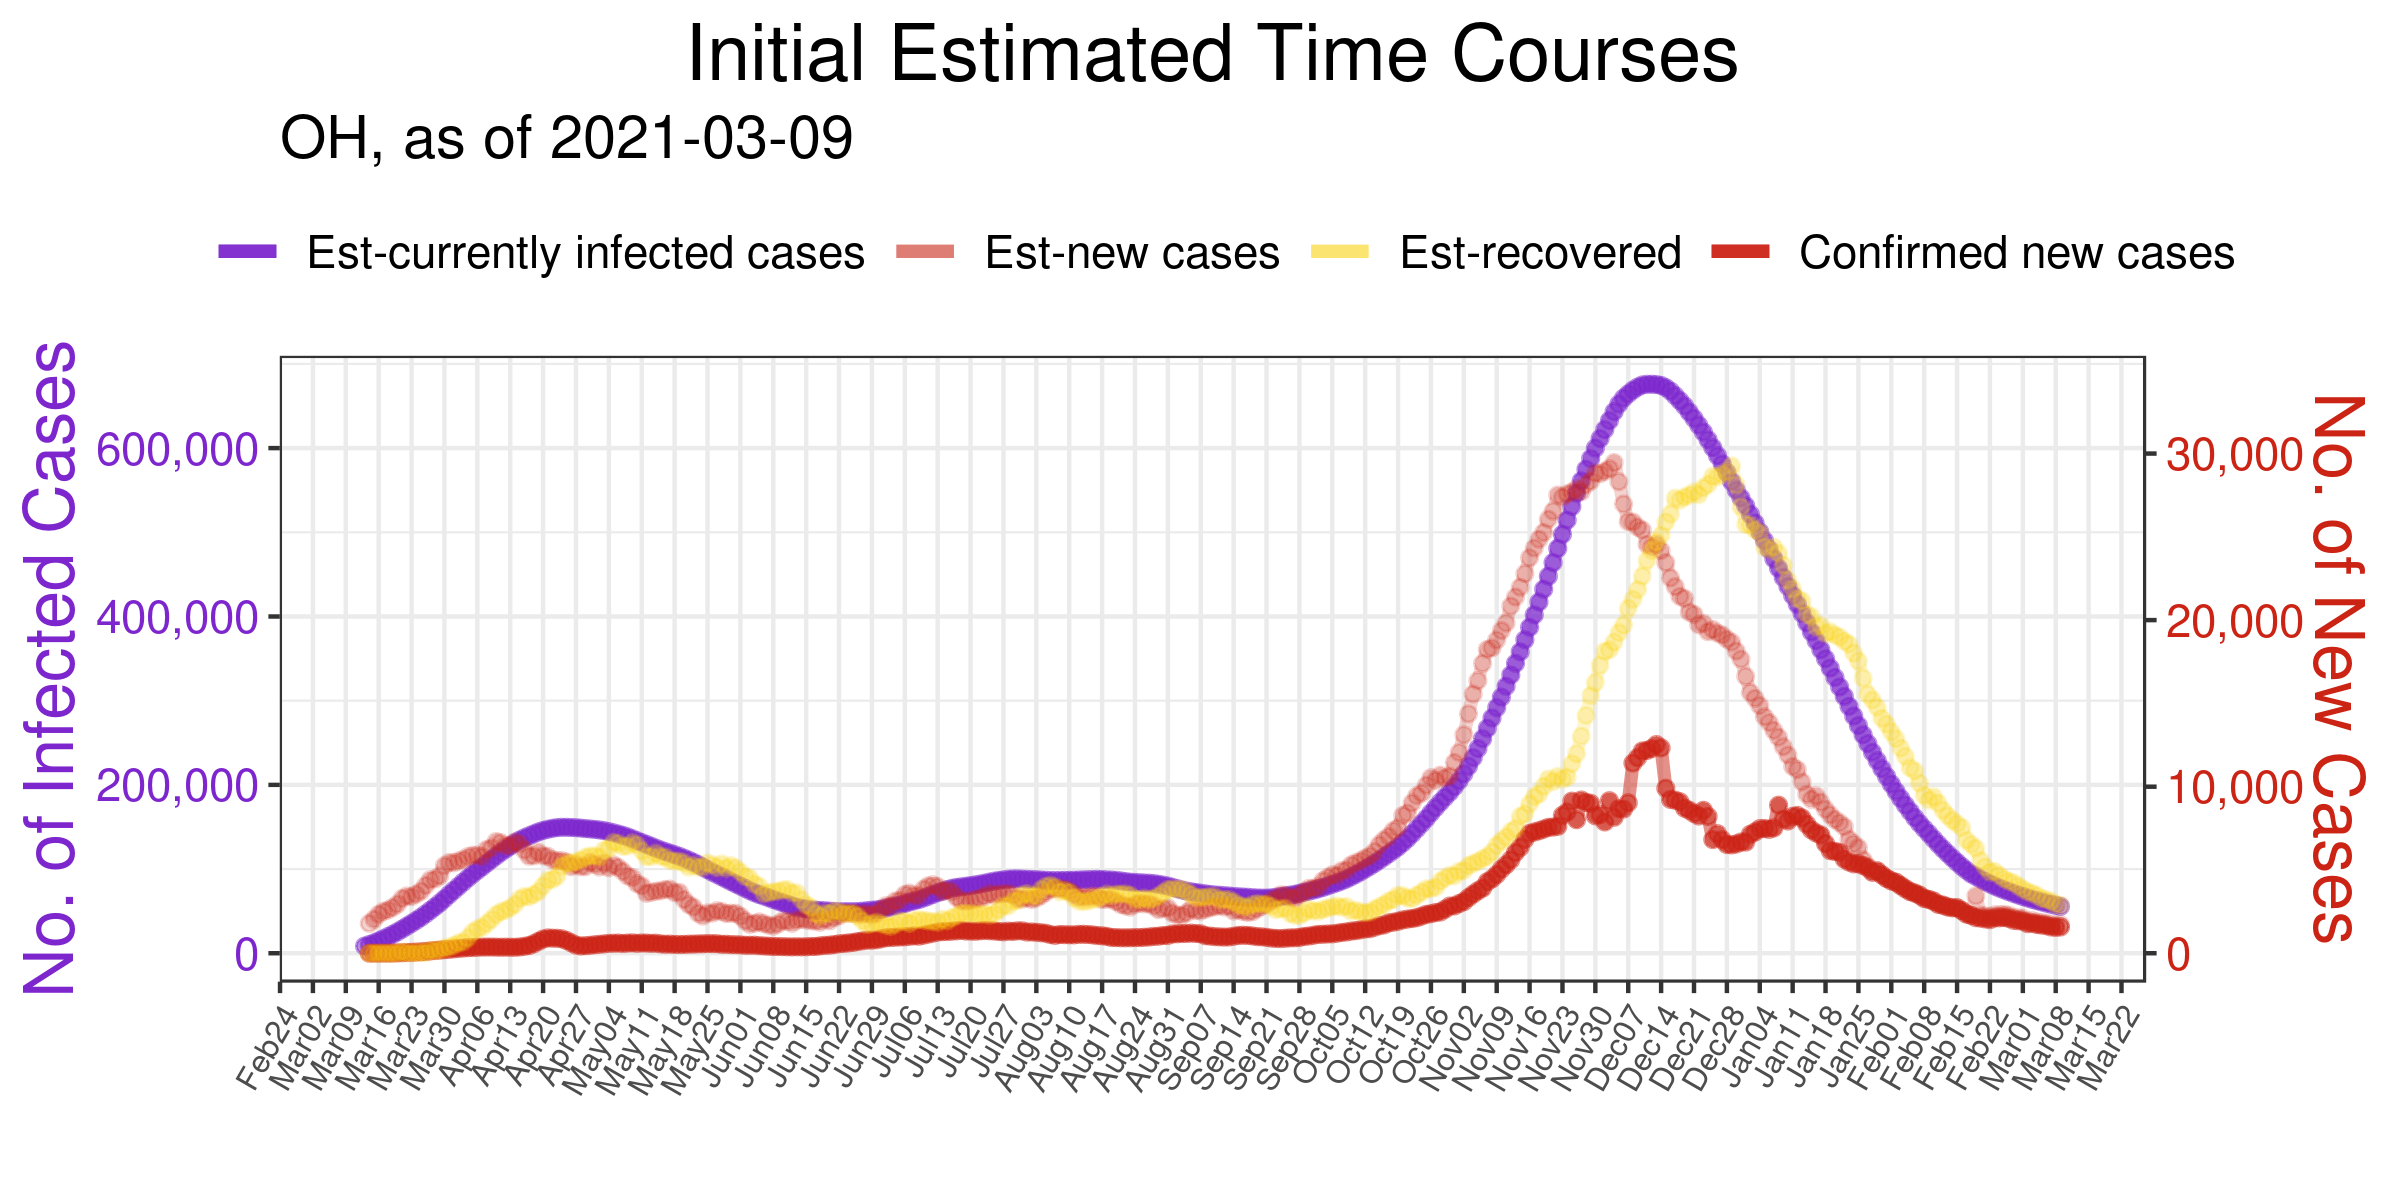 Initial Estimated Time Courses
OH, as of 2021-03-09
Est-currently infected cases
Est-new cases
Est-recovered
Confirmed new cases
No. of Infected Cases
600,000
400,000
200,000
0
30,000
20,000
10,000
0
No. of New Cases
Feb24
Mar02
Mar09
Mar16
Mar23
Mar30
Apr06
Apr13
Apr20
Apr27
May04
May11
May18
May25
Jun01
Jun08
Jun15
Jun22
Jun29
Jul06
Jul13
Jul20
Jul27
Aug03
Aug10
Aug17
Aug24
Aug31
Sep07
Sep14
Sep21
Sep28
Oct05
Oct12
Oct19
Oct26
Nov02
Nov09
Nov16
Nov23
Nov30
Dec07
Dec14
Dec21
Dec28
Jan04
Jan11
Jan18
Jan25
Feb01
Feb08
Feb15
Feb22
Mar01
Mar08
Mar15
Mar22